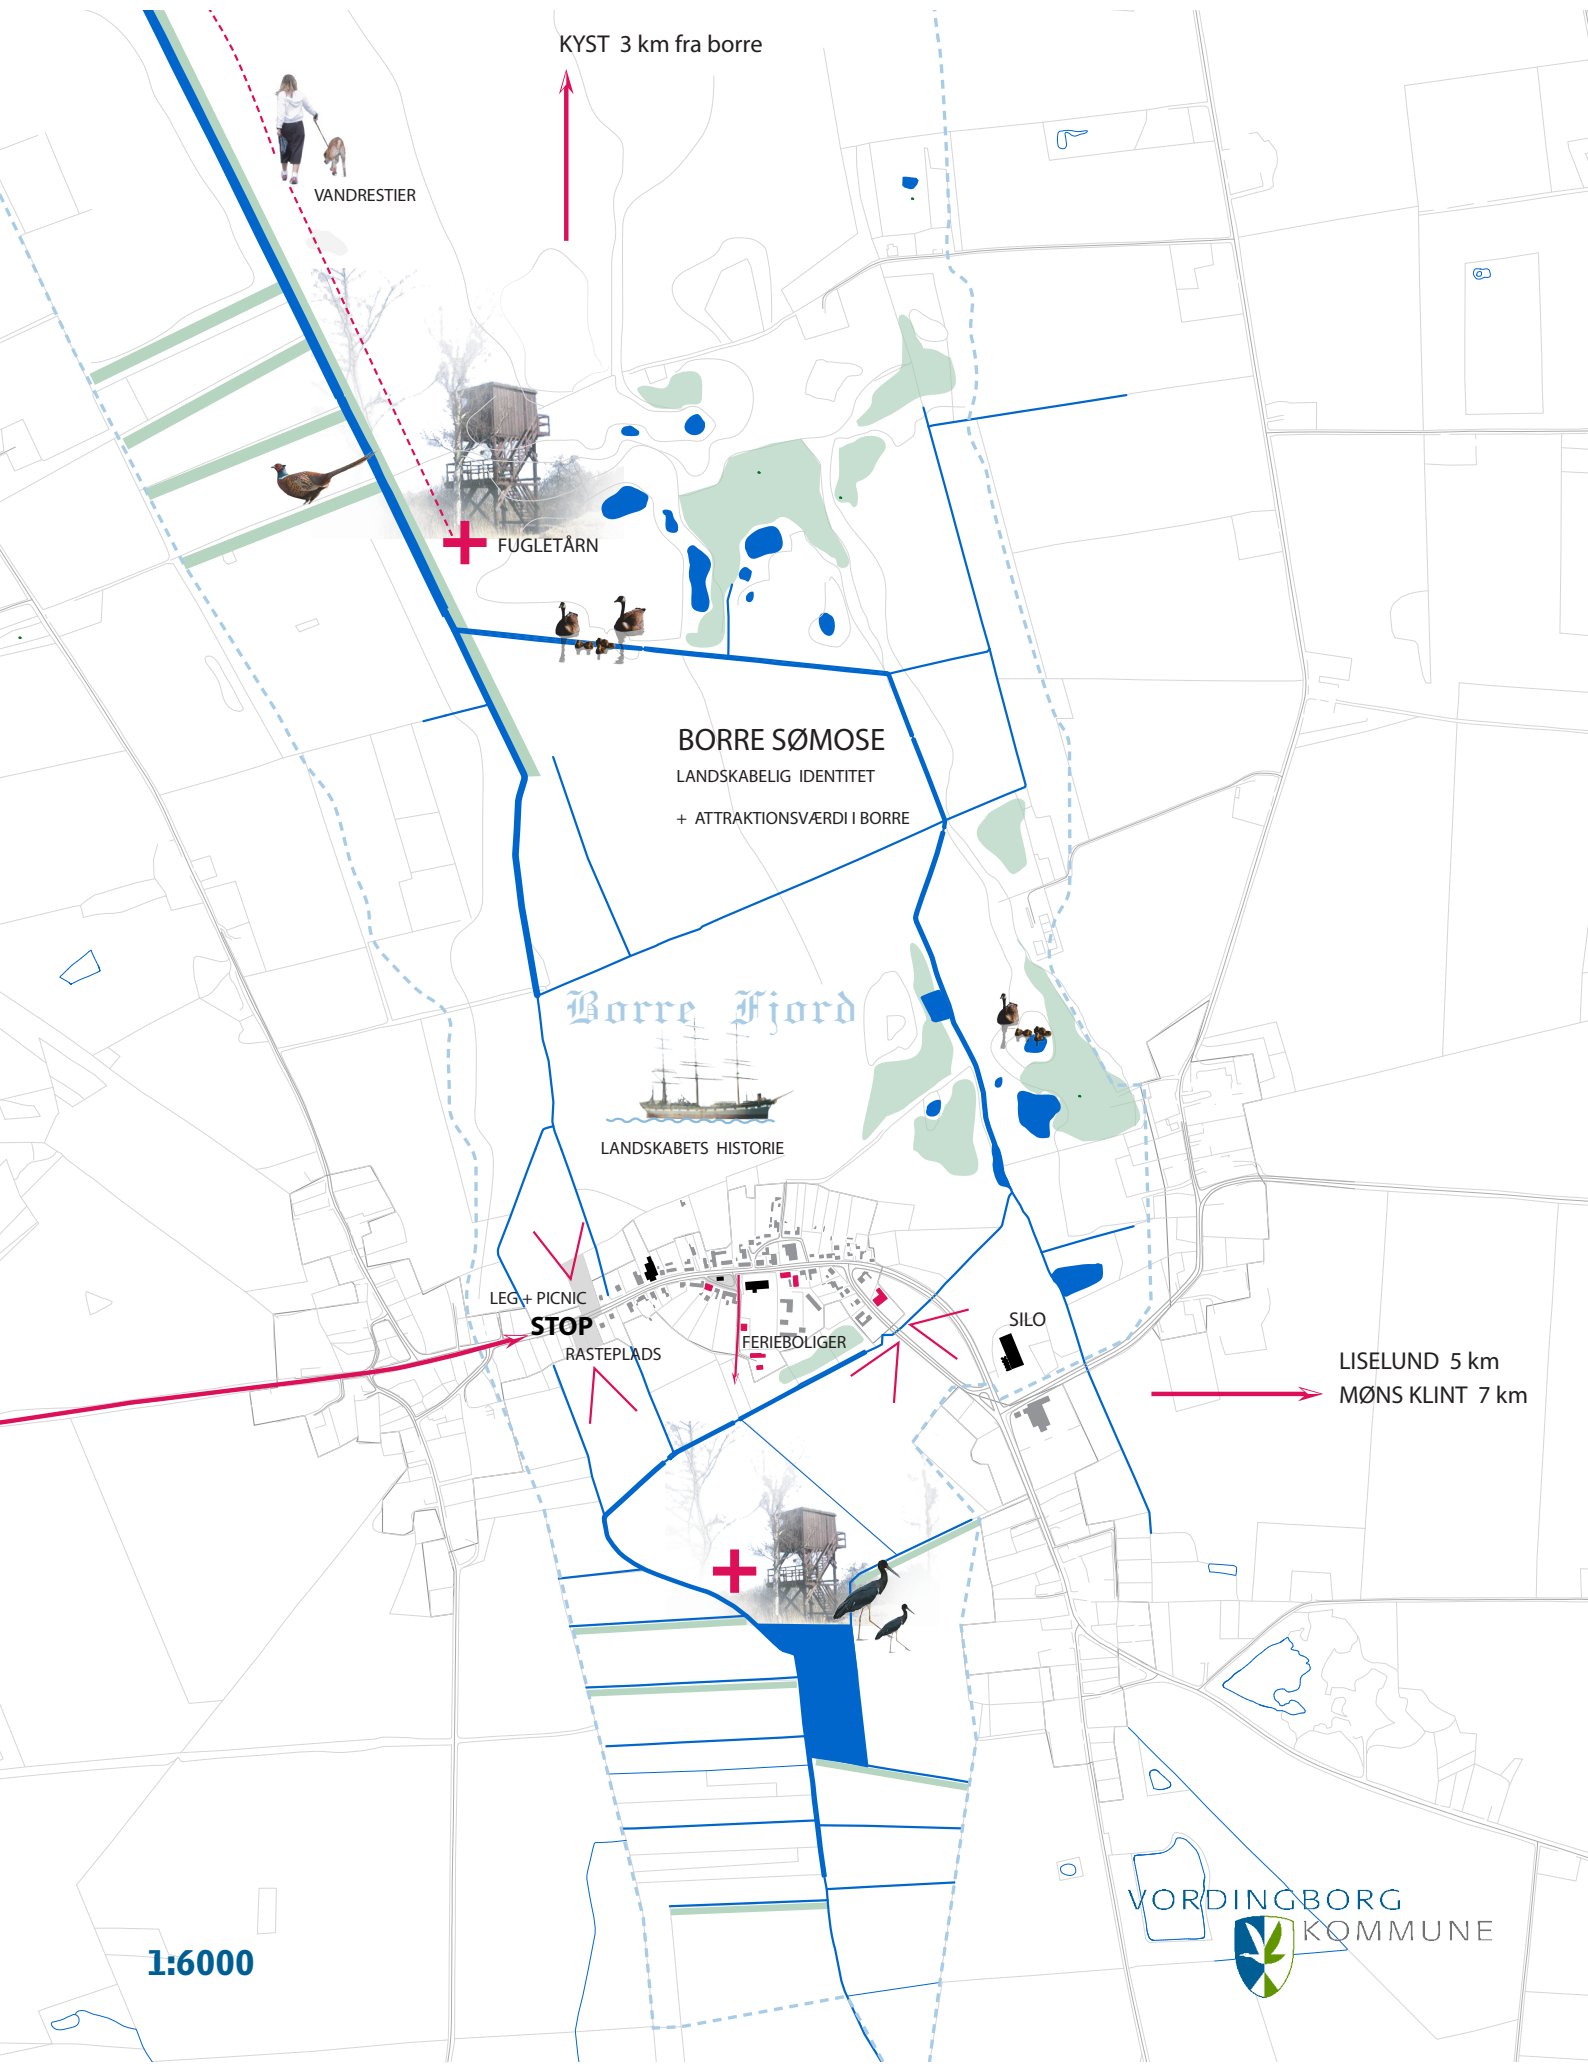 KYST 3 km fra borre
VANDRESTIER
FUGLETÅRN
BORRE SØMOSE
LANDSKABELIG IDENTITET
+ ATTRAKTIONSVÆRDI I BORRE
Borre Fjord
LANDSKABETS HISTORIE
LEG + PICNIC
STOP
RASTEPLADS
FERIEBOLIGER
SILO
LISELUND 5 km
MØNS KLINT 7 km
VORDINGBORG
KOMMUNE
1:6000